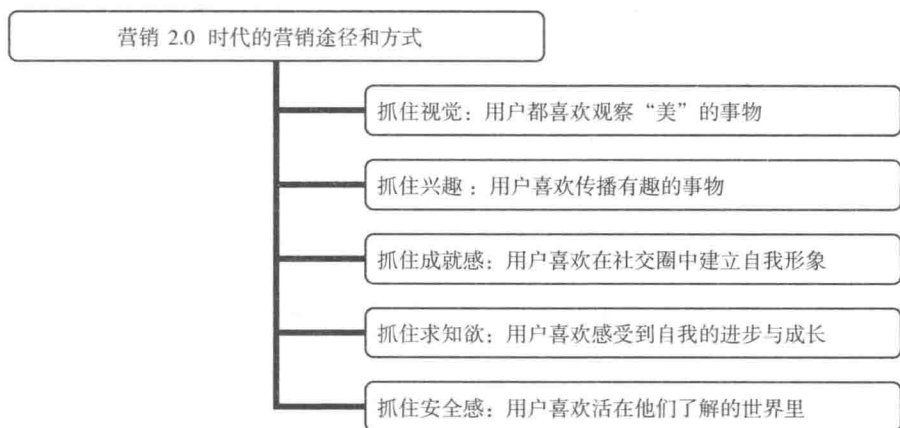 营销 2.0 时代的营销途径和方式
抓住视觉：用户都喜欢观察“美”的事物
抓住兴趣：用户喜欢传播有趣的事物
抓住成就感：用户喜欢在社交圈中建立自我形象
抓住求知欲：用户喜欢感受到自我的进步与成长
抓住安全感：用户喜欢活在他们了解的世界里